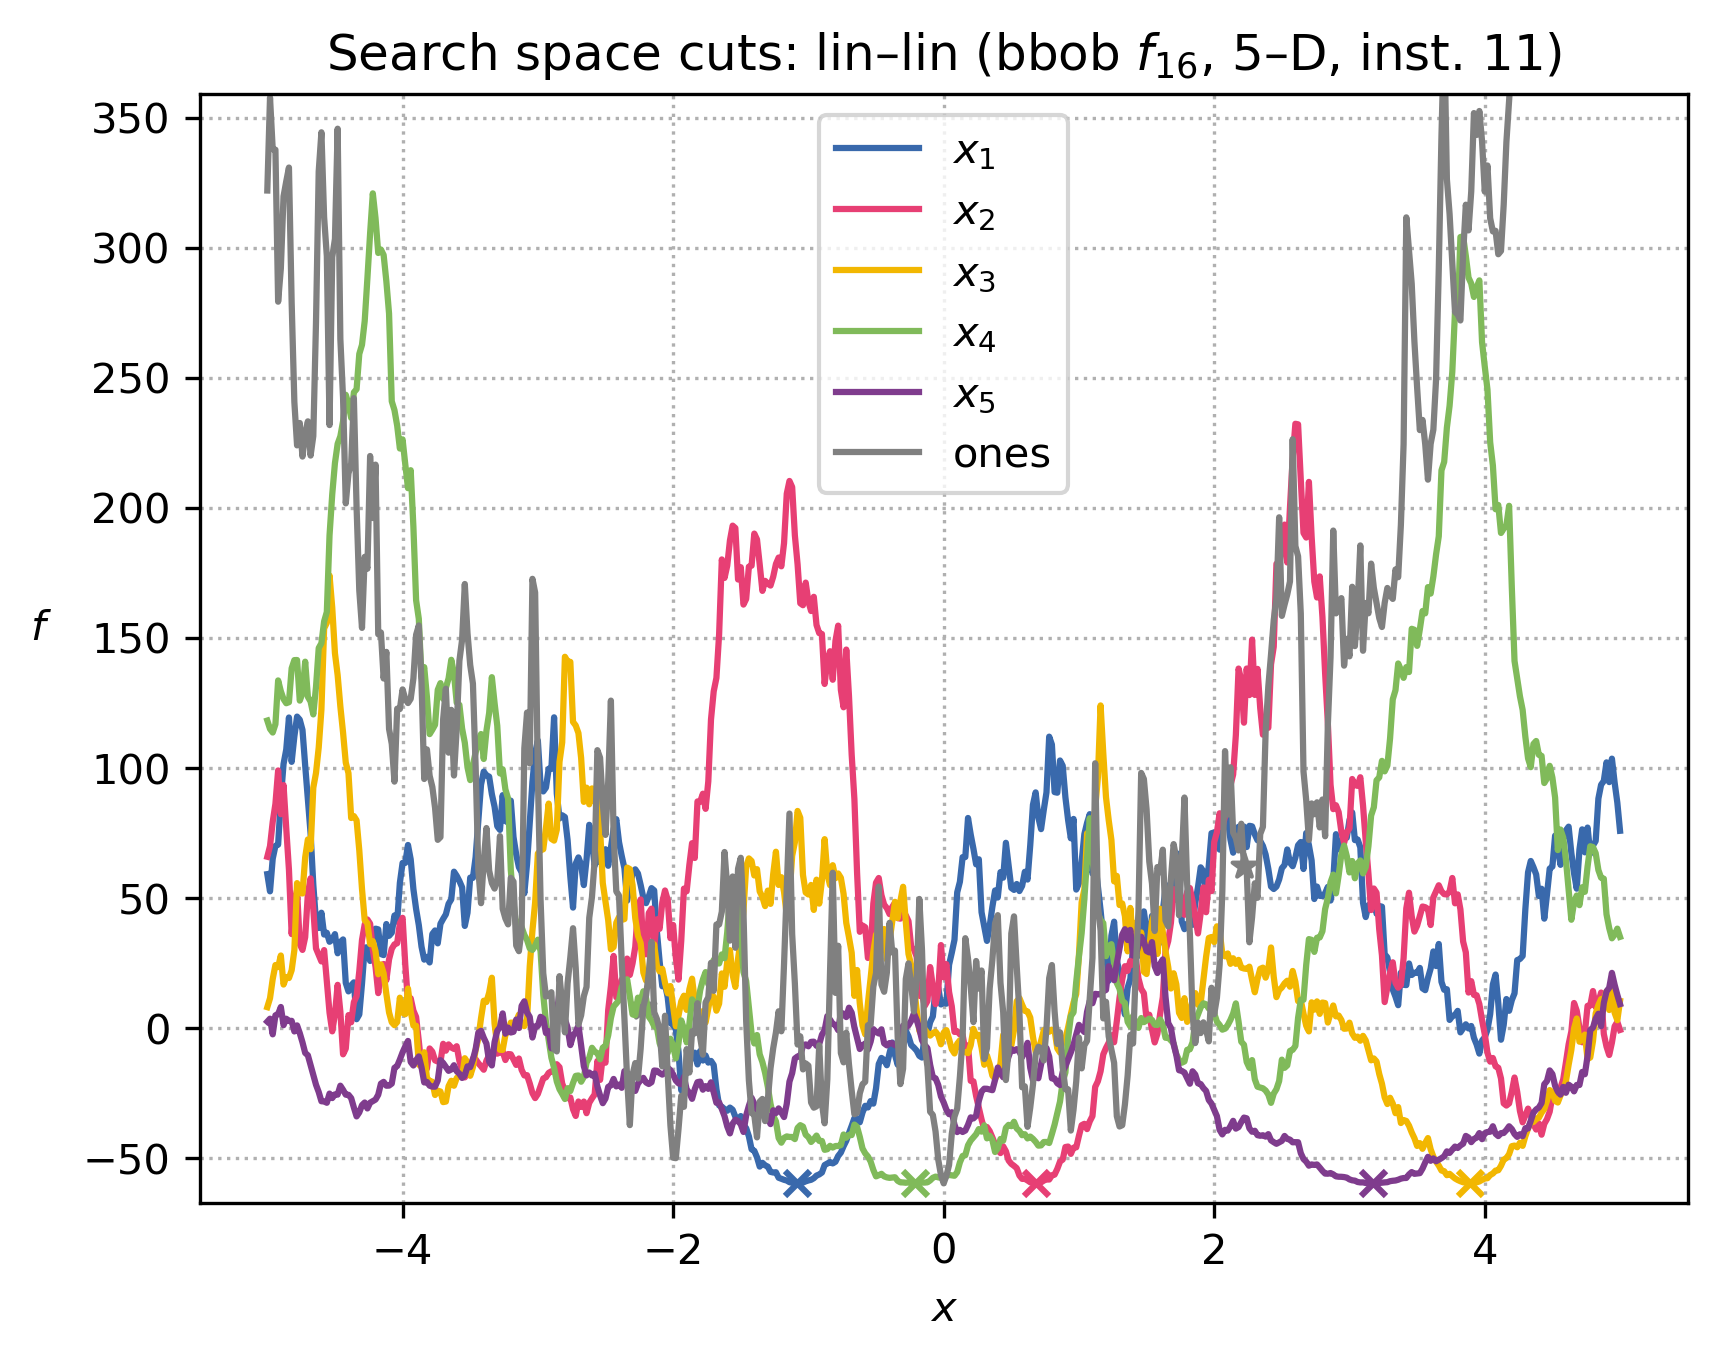 Search space cuts: lin–lin (bbob f₁₆, 5–D, inst. 11)
350
300
250
200
150
100
50
0
−50
f
x₁
x₂
x₃
x₄
x₅
ones
−4
−2
0
2
4
x